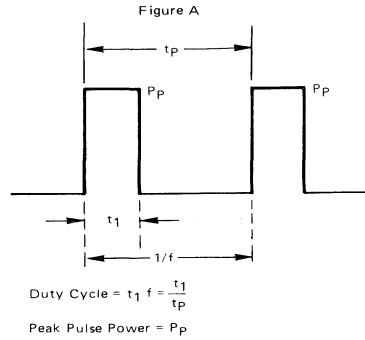 Figure A
tP
PP
PP
t1
1/f
Duty Cycle = t1 f = t1/tP
Peak Pulse Power = PP